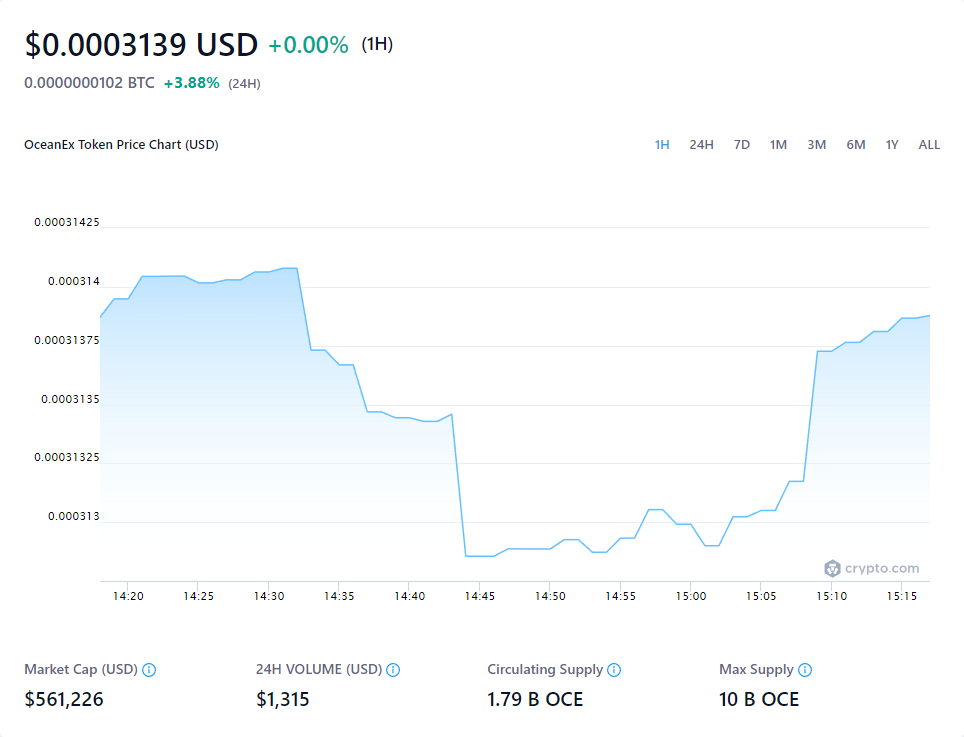 $0.0003139 USD +0.00% (1H)
0.0000000102 BTC +3.88% (24H)
OceanEx Token Price Chart (USD) 1H 24H 7D 1M 3M 6M 1Y ALL
0.00031425
0.000314
0.00031375
0.0003135
0.00031325
0.000313
crypto.com
14:20 14:25 14:30 14:35 14:40 14:45 14:50 14:55 15:00 15:05 15:10 15:15
Market Cap (USD) 24H VOLUME (USD) Circulating Supply Max Supply
$561,226 $1,315 1.79 B OCE 10 B OCE